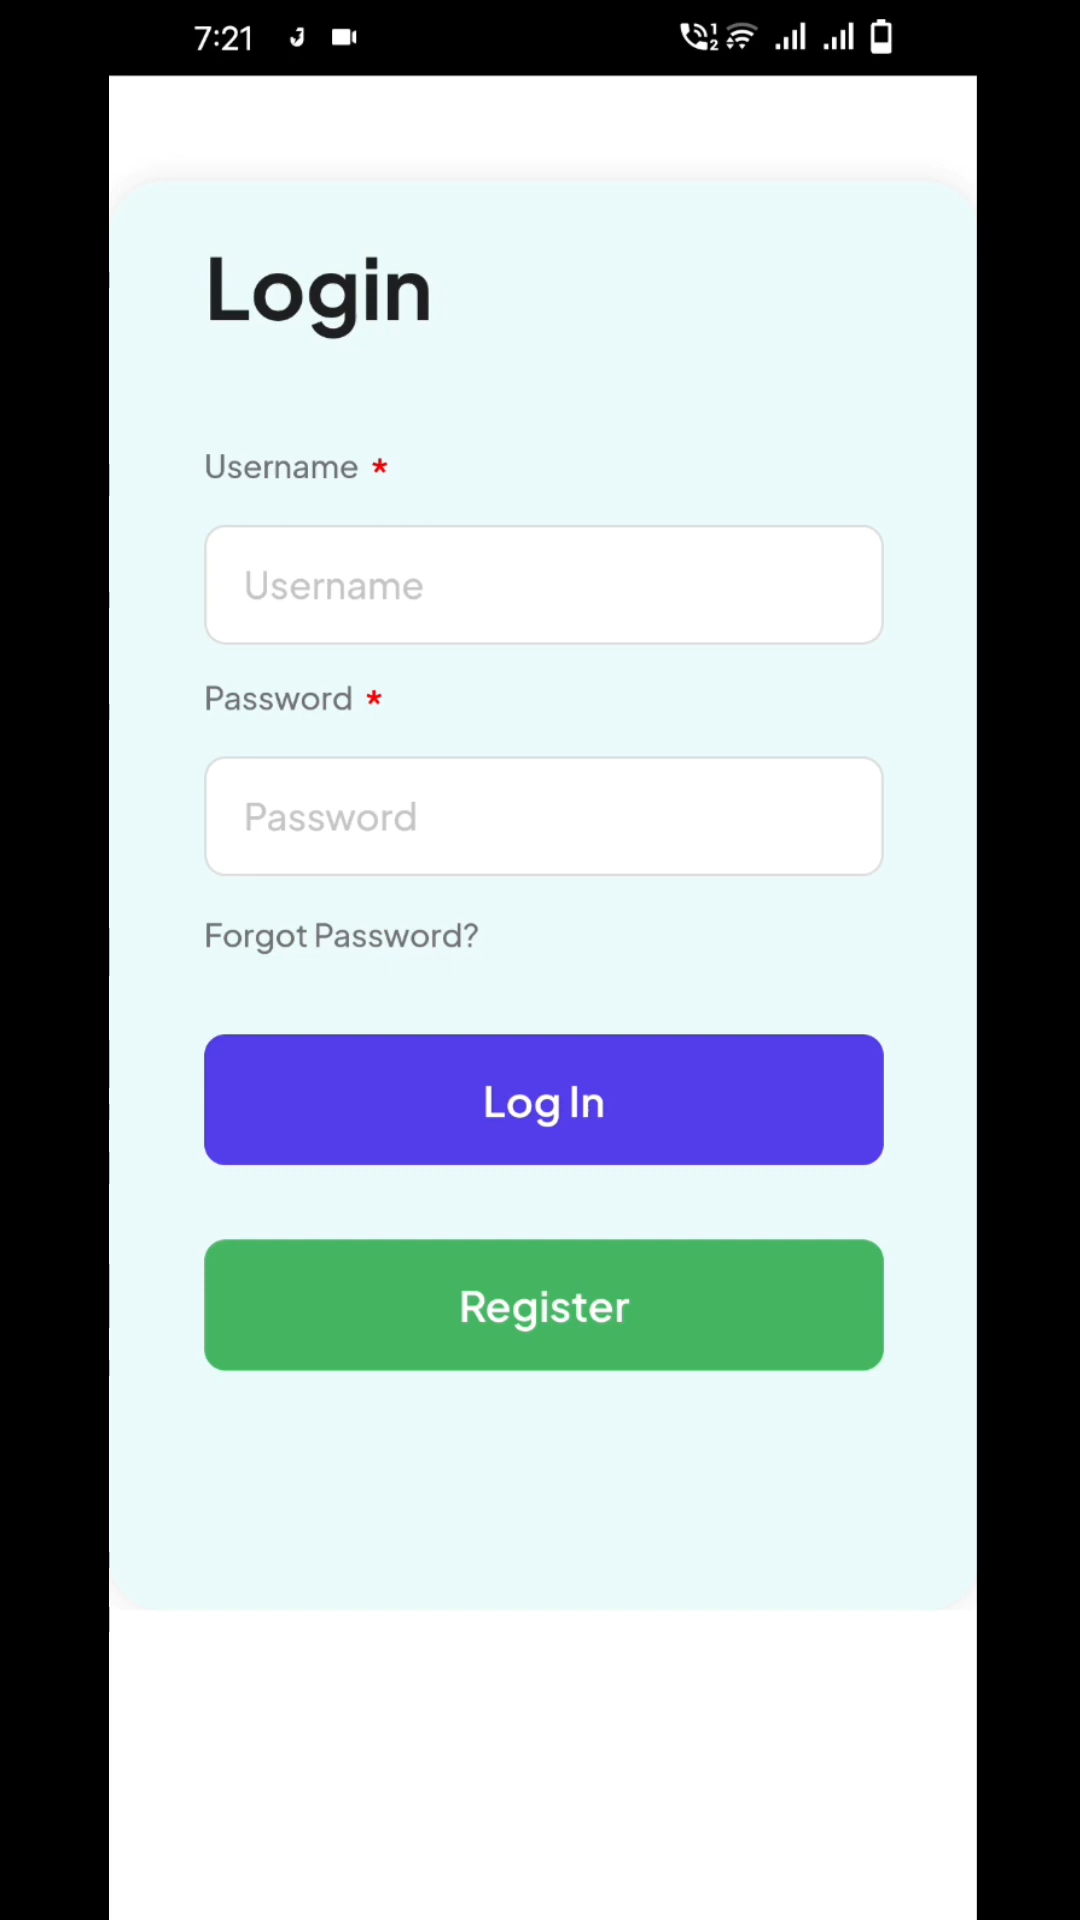 7:21
Login
Username *
Username
Password *
Password
Forgot Password?
Log In
Register